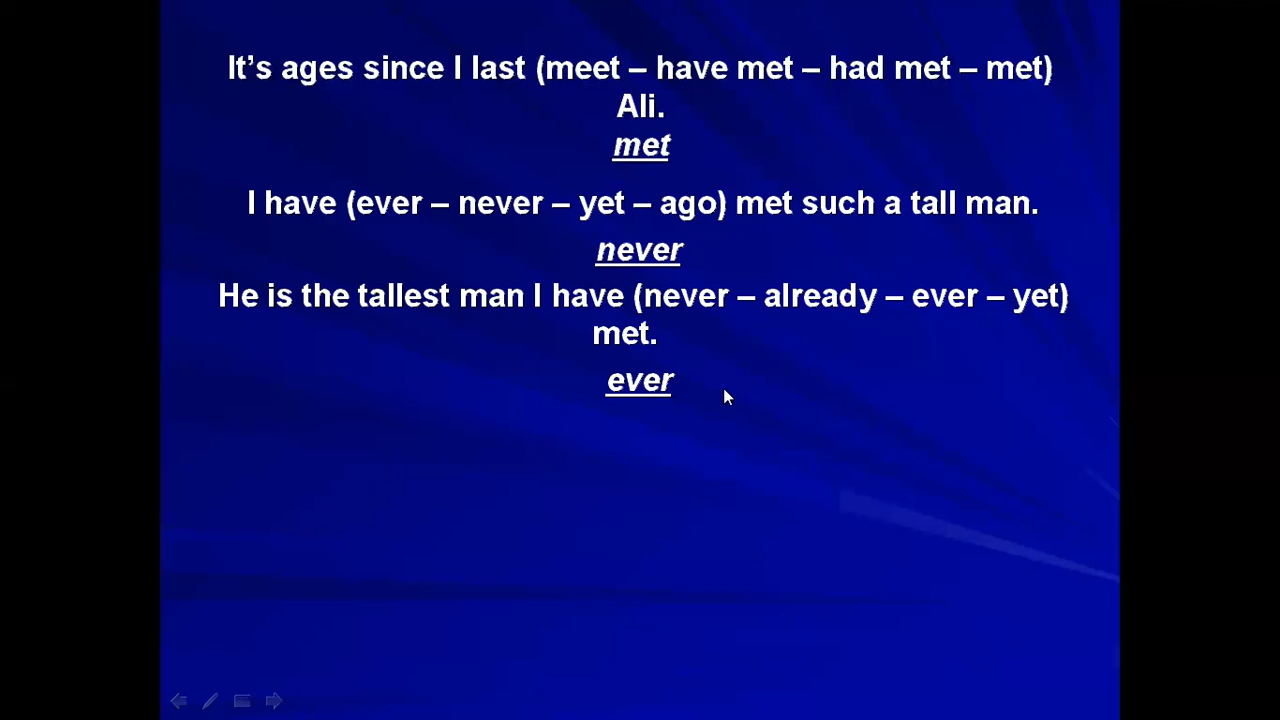 It’s ages since I last (meet – have met – had met – met)
Ali.
met
I have (ever – never – yet – ago) met such a tall man.
never
He is the tallest man I have (never – already – ever – yet)
met.
ever